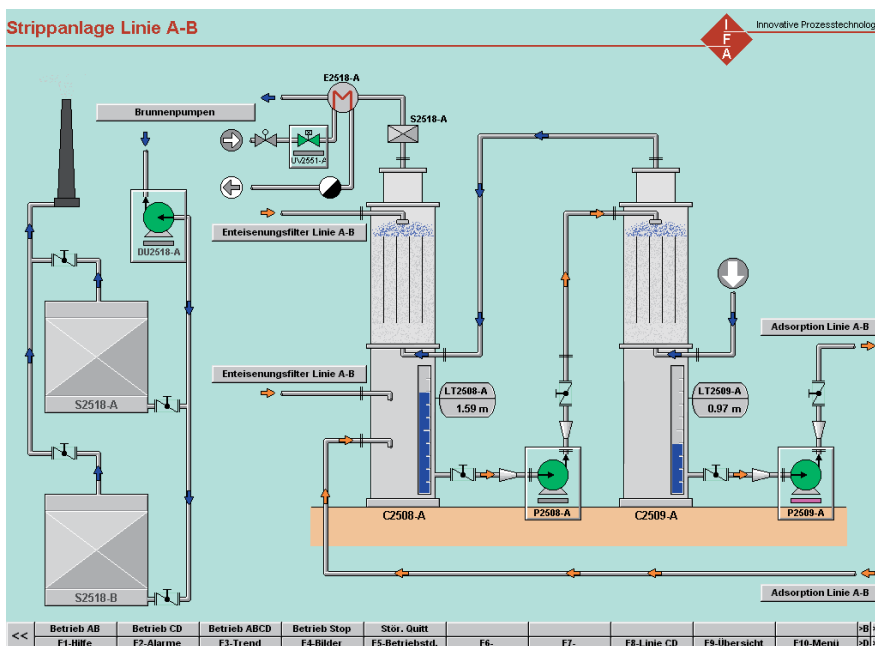 Strippanlage Linie A-B
I
F
A
Innovative Prozesstechnolog
E2518-A
Brunnenpumpen
S2518-A
UV2551-A
Enteisenungsfilter Linie A-B
DU2518-A
Adsorption Linie A-B
Enteisenungsfilter Linie A-B
LT2508-A
1.59 m
LT2509-A
0.97 m
S2518-A
C2508-A
P2508-A
C2509-A
P2509-A
S2518-B
Adsorption Linie A-B
<< Betrieb AB Betrieb CD Betrieb ABCD Betrieb Stop Stör. Quitt >B
F1-Hilfe F2-Alarme F3-Trend F4-Bilder F5-Betriebstd. F6- F7- F8-Linie CD F9-Übersicht F10-Menü >D